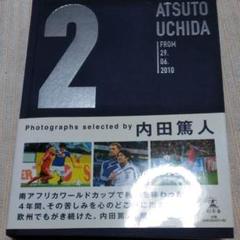 2
ATSUTO
UCHIDA
FROM
29.
06.
2010
Photographs selected by 内田篤人
南アフリカワールドカップで
4年間、その苦しみを心のどこか
欧州でもがき続けた。内田篤人